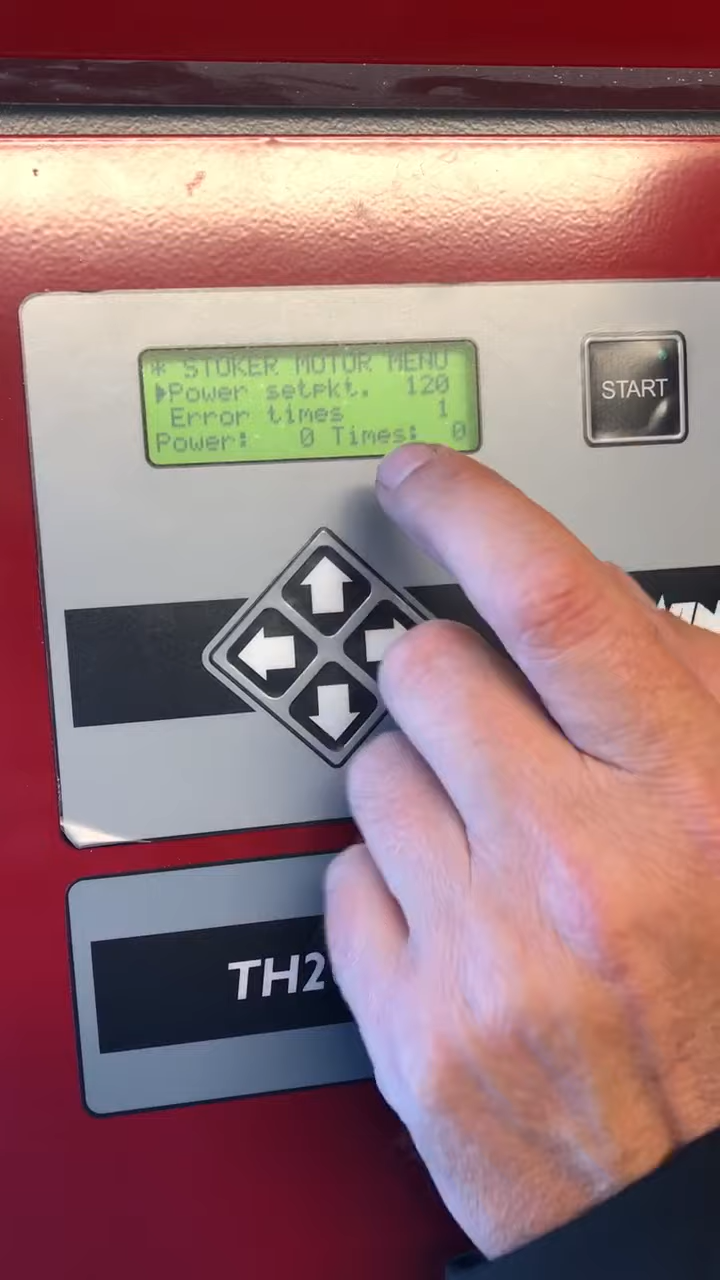 * STOKER MOTOR MENU
Power setpkt. 120
Error times 1
Power: 0 Times: 0
START
TH2